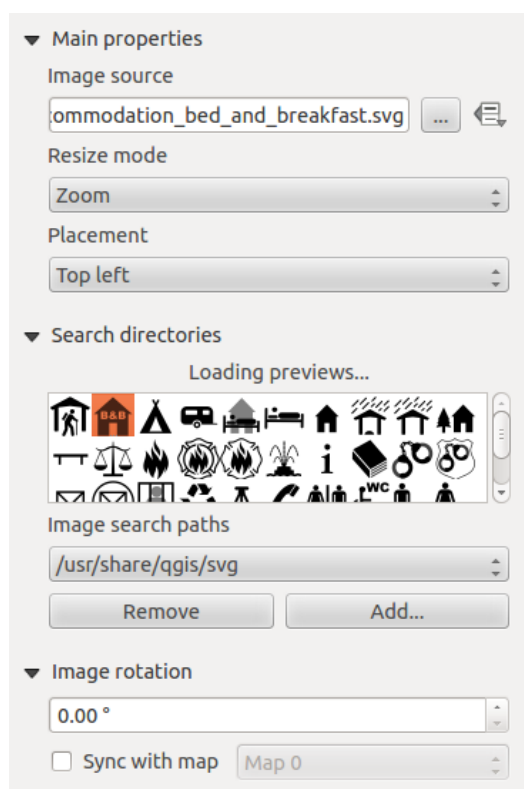 Main properties
Image source
ommodation_bed_and_breakfast.svg ...
Resize mode
Zoom
Placement
Top left
Search directories
Loading previews...
B&B
i
WC
Image search paths
/usr/share/qgis/svg
Remove Add...
Image rotation
0.00 °
Sync with map Map 0